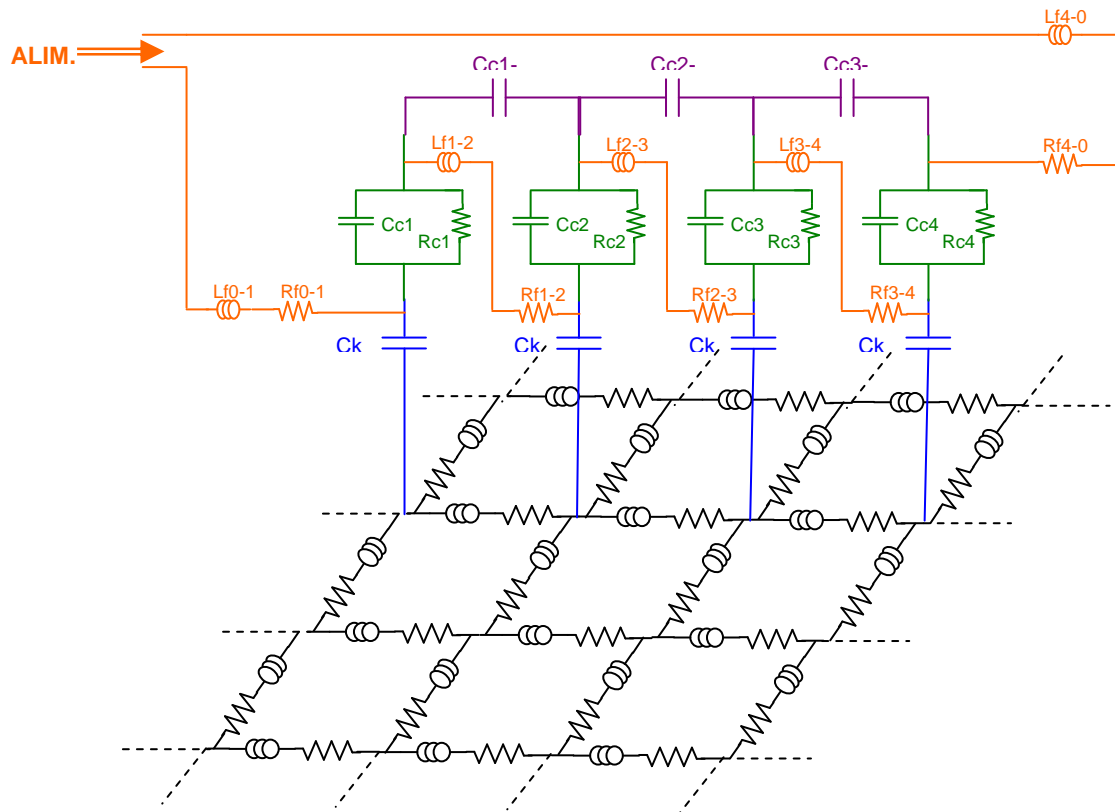 Lf4-0
ALIM.
Cc1- Cc2- Cc3-
Lf1-2 Lf2-3 Lf3-4 Rf4-0
Cc1 Rc1 Cc2 Rc2 Cc3 Rc3 Cc4 Rc4
Lf0-1 Rf0-1 Rf1-2 Rf2-3 Rf3-4
Ck Ck Ck Ck